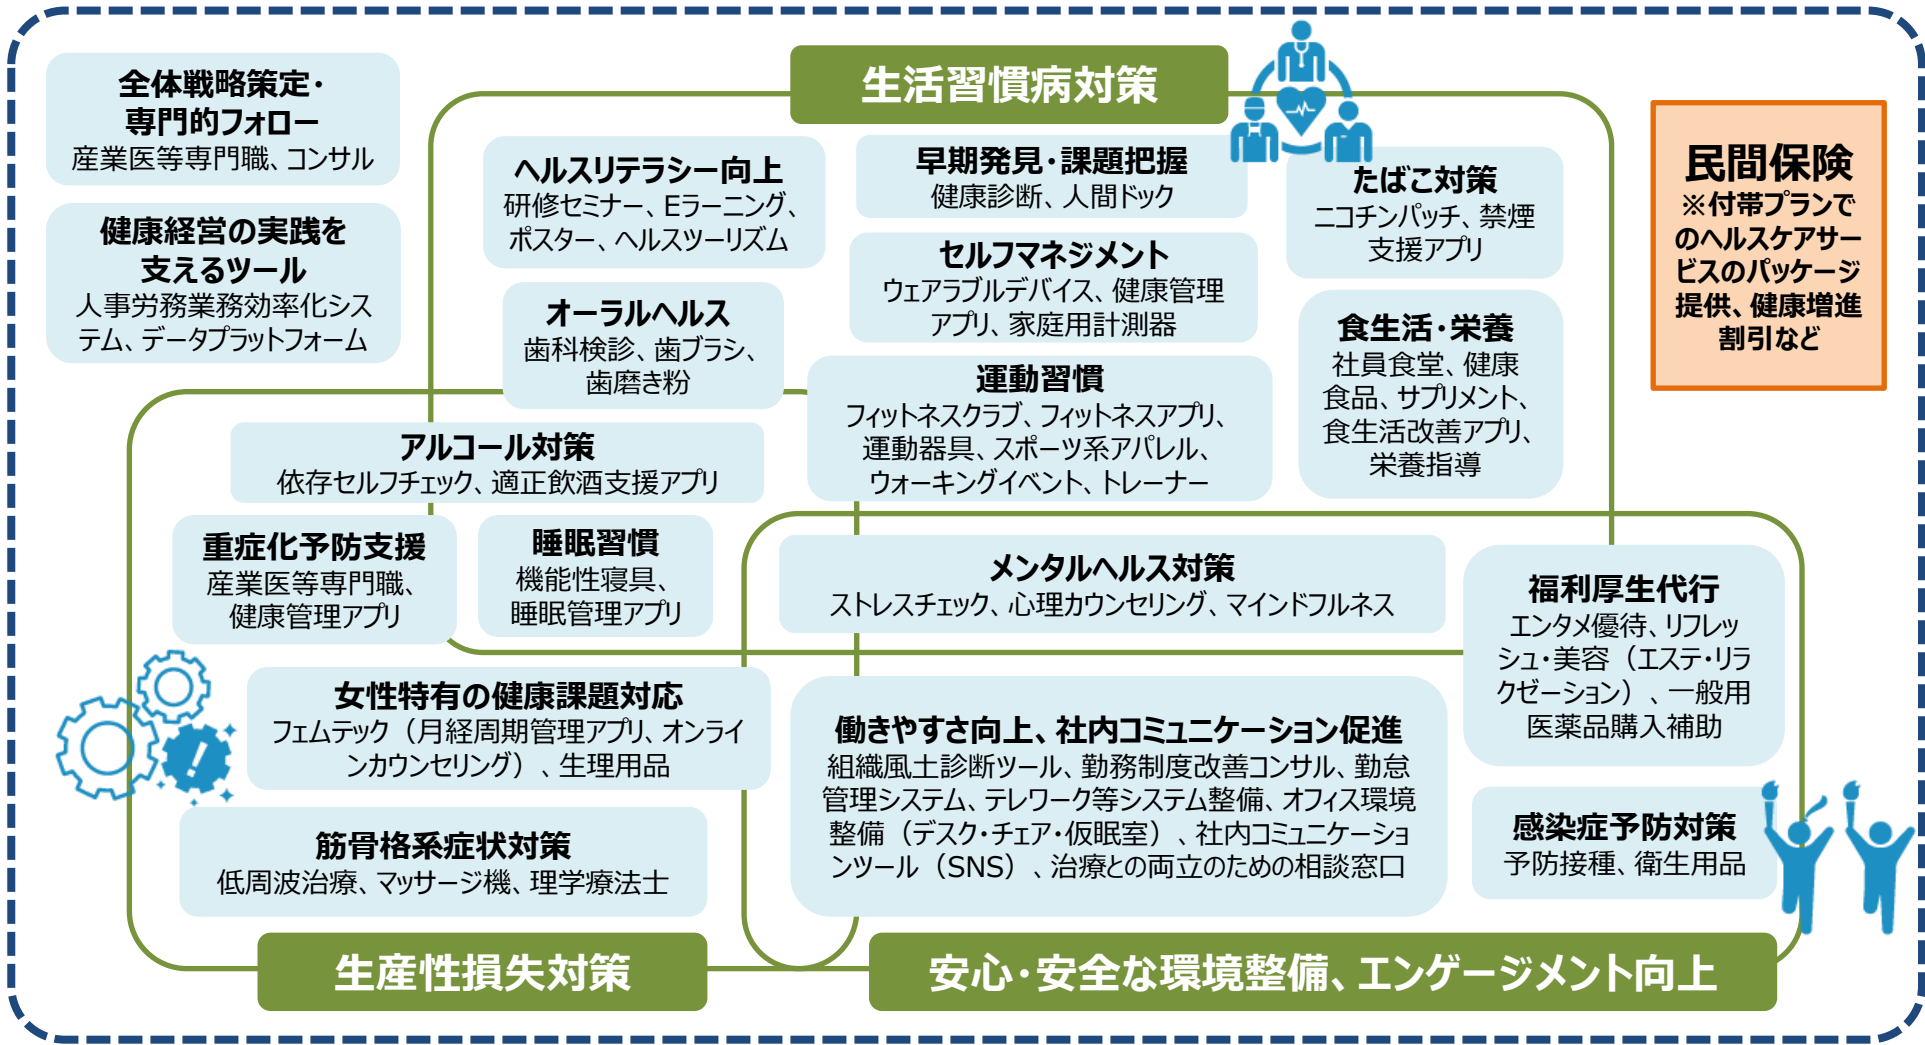 全体戦略策定・
専門的フォロー
産業医等専門職、コンサル
健康経営の実践を
支えるツール
人事労務業務効率化シス
テム、データプラットフォーム
生活習慣病対策
ヘルスリテラシー向上
研修セミナー、Eラーニング、
ポスター、ヘルスツーリズム
早期発見・課題把握
健康診断、人間ドック
たばこ対策
ニコチンパッチ、禁煙
支援アプリ
民間保険
※付帯プランで
のヘルスケアサー
ビスのパッケージ
提供、健康増進
割引など
オーラルヘルス
歯科検診、歯ブラシ、
歯磨き粉
セルフマネジメント
ウェアラブルデバイス、健康管理
アプリ、家庭用計測器
食生活・栄養
社員食堂、健康
食品、サプリメント、
食生活改善アプリ、
栄養指導
運動習慣
フィットネスクラブ、フィットネスアプリ、
運動器具、スポーツ系アパレル、
ウォーキングイベント、トレーナー
アルコール対策
依存セルフチェック、適正飲酒支援アプリ
重症化予防支援
産業医等専門職、
健康管理アプリ
睡眠習慣
機能性寝具、
睡眠管理アプリ
メンタルヘルス対策
ストレスチェック、心理カウンセリング、マインドフルネス
福利厚生代行
エンタメ優待、リフレッ
シュ・美容（エステ・リラ
クゼーション）、一般用
医薬品購入補助
女性特有の健康課題対応
フェムテック（月経周期管理アプリ、オンライ
ンカウンセリング）、生理用品
働きやすさ向上、社内コミュニケーション促進
組織風土診断ツール、勤務制度改善コンサル、勤怠
管理システム、テレワーク等システム整備、オフィス環境
整備（デスク・チェア・仮眠室）、社内コミュニケーショ
ンツール（SNS）、治療との両立のための相談窓口
感染症予防対策
予防接種、衛生用品
筋骨格系症状対策
低周波治療、マッサージ機、理学療法士
生産性損失対策
安心・安全な環境整備、エンゲージメント向上